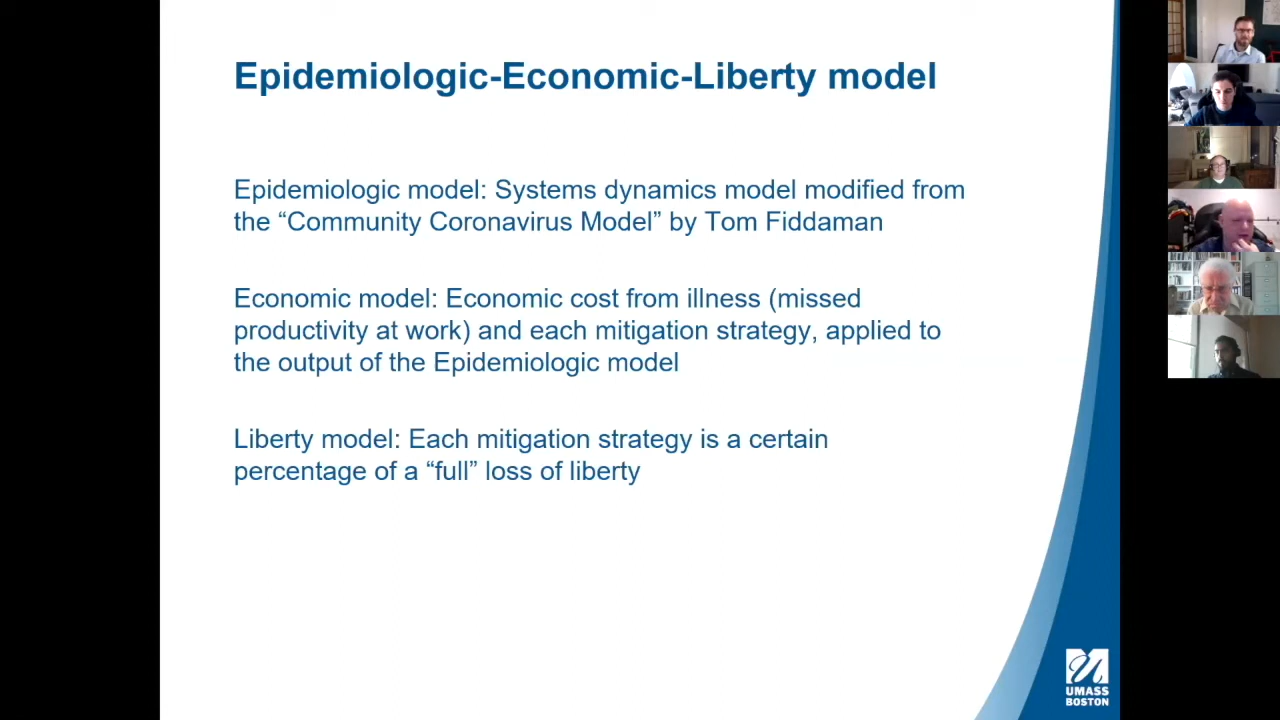 Epidemiologic-Economic-Liberty model
Epidemiologic model: Systems dynamics model modified from
the “Community Coronavirus Model” by Tom Fiddaman
Economic model: Economic cost from illness (missed
productivity at work) and each mitigation strategy, applied to
the output of the Epidemiologic model
Liberty model: Each mitigation strategy is a certain
percentage of a “full” loss of liberty
UMASS
BOSTON